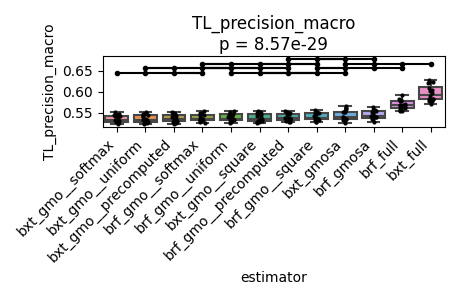 TL_precision_macro
p = 8.57e-29
TL_precision_macro
0.65
0.60
0.55
bxt_gmo__softmax
bxt_gmo__uniform
bxt_gmo__precomputed
brf_gmo__softmax
brf_gmo__uniform
bxt_gmo__square
brf_gmo__precomputed
brf_gmo__square
bxt_gmosa
brf_gmosa
brf_full
bxt_full
estimator